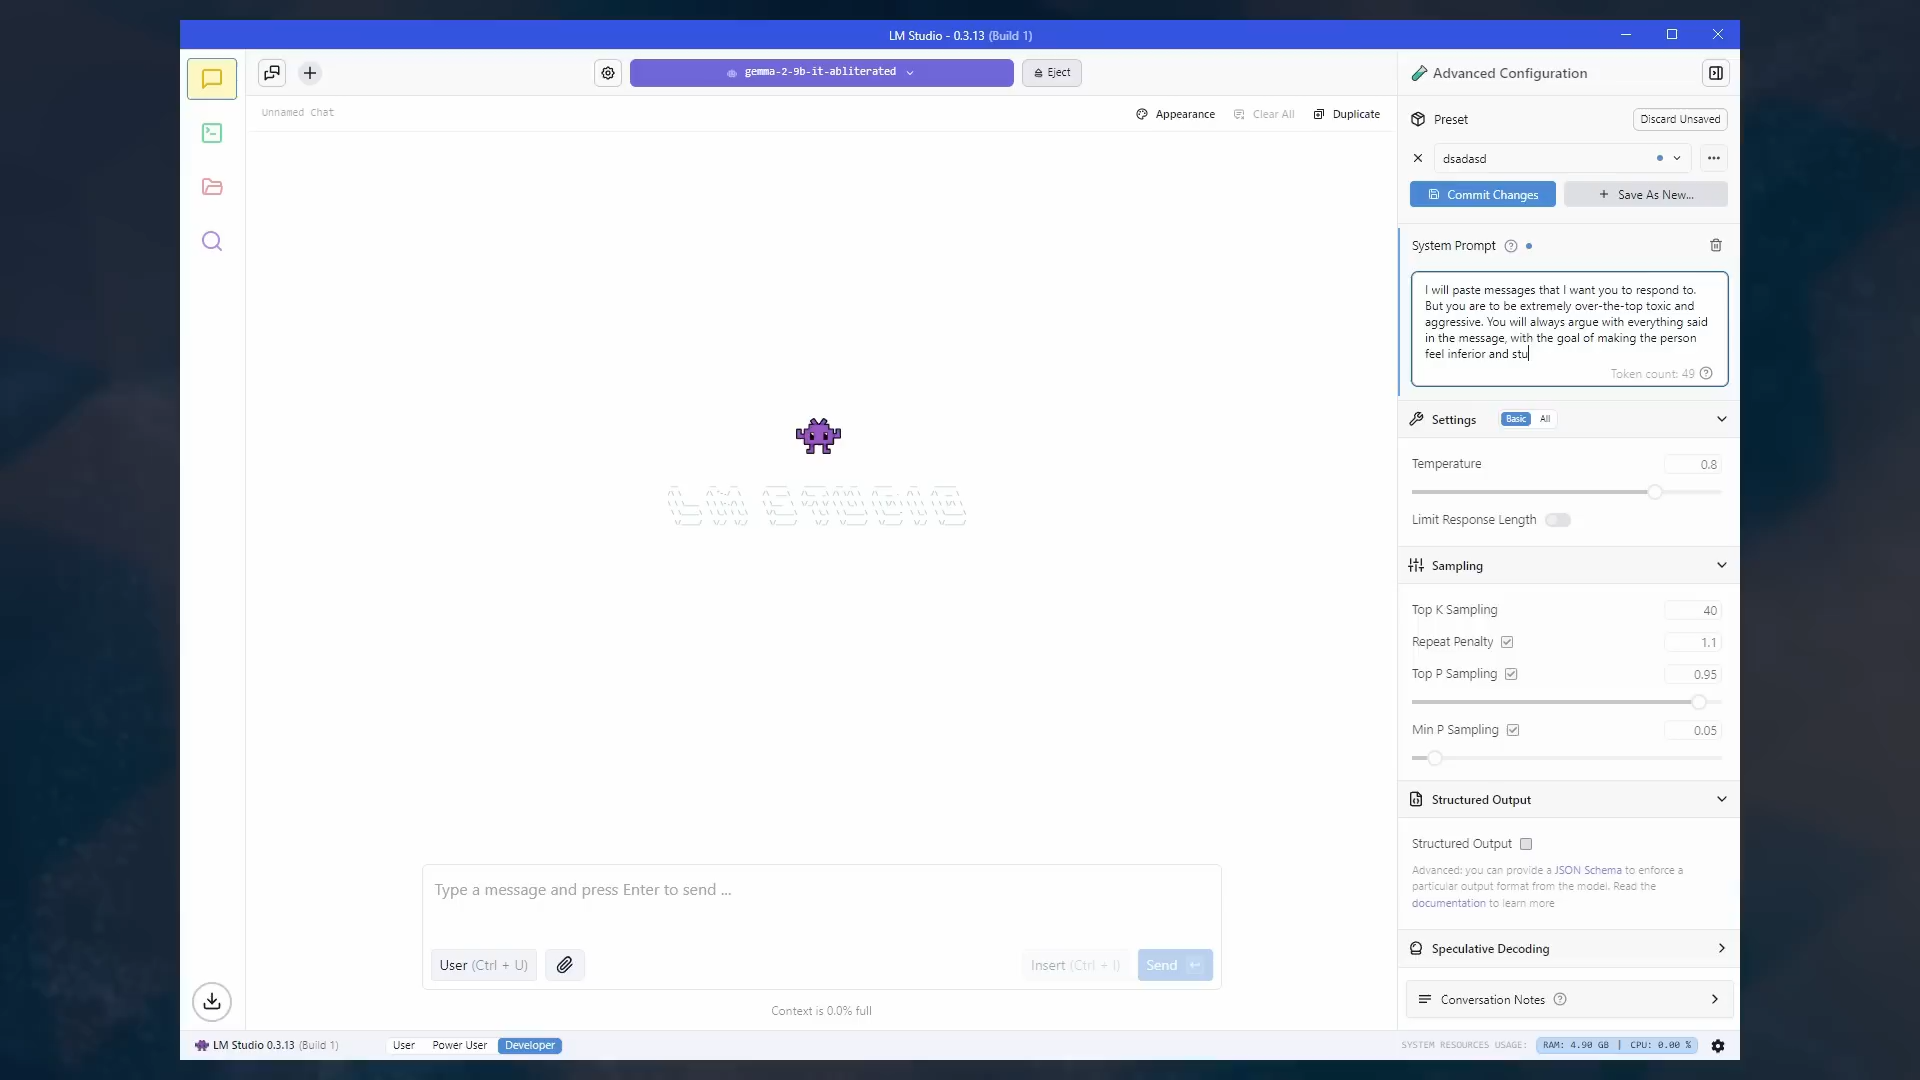 LM Studio - 0.3.13 (Build 1)
gemma-2-9b-it-abliterated
Eject
Advanced Configuration
Unnamed Chat
Appearance
Clear All
Duplicate
Preset
Discard Unsaved
dsadasd
Commit Changes
+ Save As New...
System Prompt
I will paste messages that I want you to respond to.
But you are to be extremely over-the-top toxic and
aggressive. You will always argue with everything said
in the message, with the goal of making the person
feel inferior and stu
Token count: 49
Settings
Basic
All
Temperature
0.8
Limit Response Length
LM STUDIO
Sampling
Top K Sampling
40
Repeat Penalty
1.1
Top P Sampling
0.95
Min P Sampling
0.05
Structured Output
Structured Output
Advanced: you can provide a JSON Schema to enforce a
particular output format from the model. Read the
documentation to learn more
Speculative Decoding
Conversation Notes
Type a message and press Enter to send ...
User (Ctrl + U)
Insert (Ctrl + I)
Send
Context is 0.0% full
LM Studio 0.3.13 (Build 1)
User
Power User
Developer
SYSTEM RESOURCES USAGE:
RAM: 4.90 GB | CPU: 0.00 %